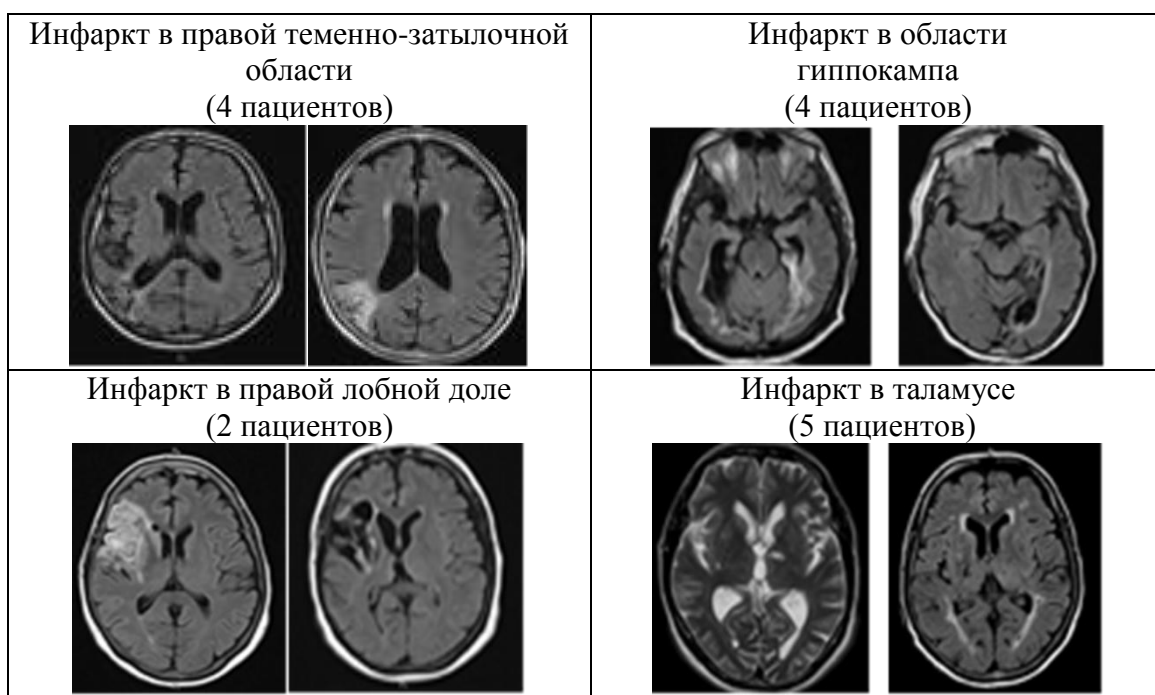 Инфаркт в правой теменно-затылочной
области
(4 пациентов)
Инфаркт в области
гиппокампа
(4 пациентов)
Инфаркт в правой лобной доле
(2 пациентов)
Инфаркт в таламусе
(5 пациентов)